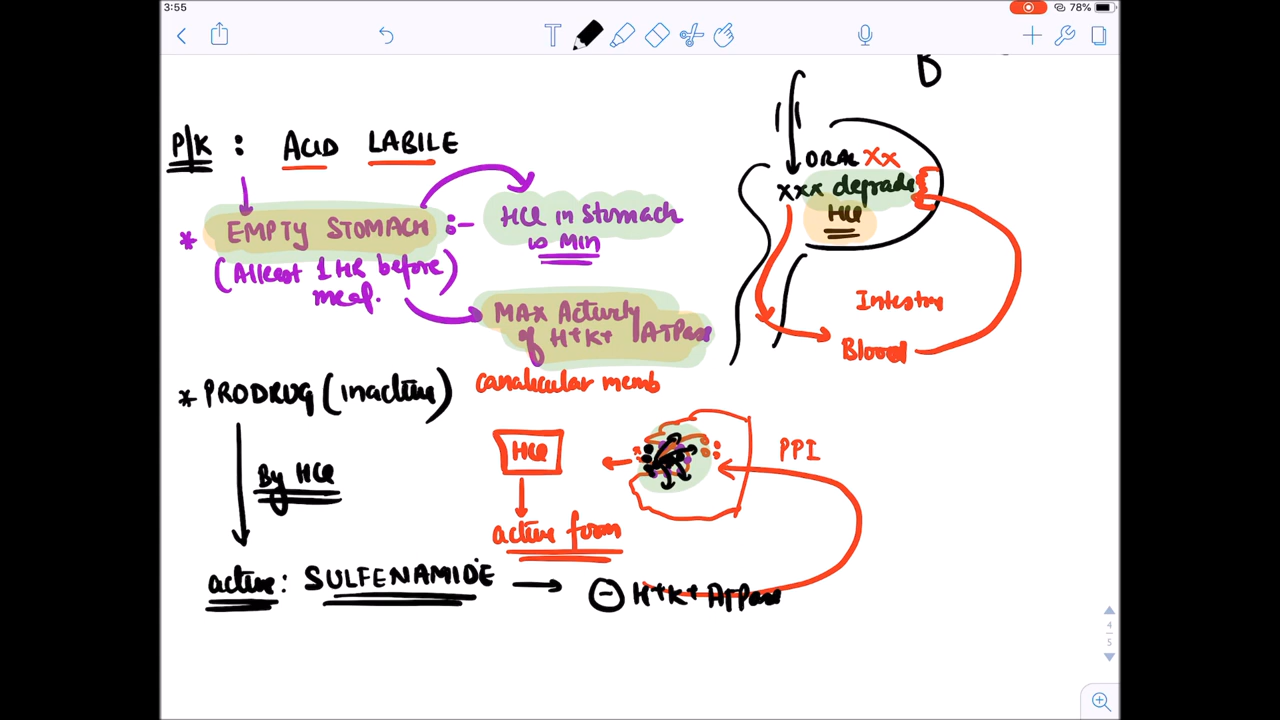 3:55
78%
T
B
P/K : ACID LABILE
* EMPTY STOMACH :-
(Atleast 1 HR before
meal.
HCl in Stomach
is Min
MAX Activity
of H+K+ ATPase
* PRODRUG (inactive)
By HCl
active: SULFENAMIDE → ⊖ H+K+ ATPase
canalicular memb
HCl
active form
PPI
ORAL XX
xxx degrade
HCl
Intestine
Blood
4
5